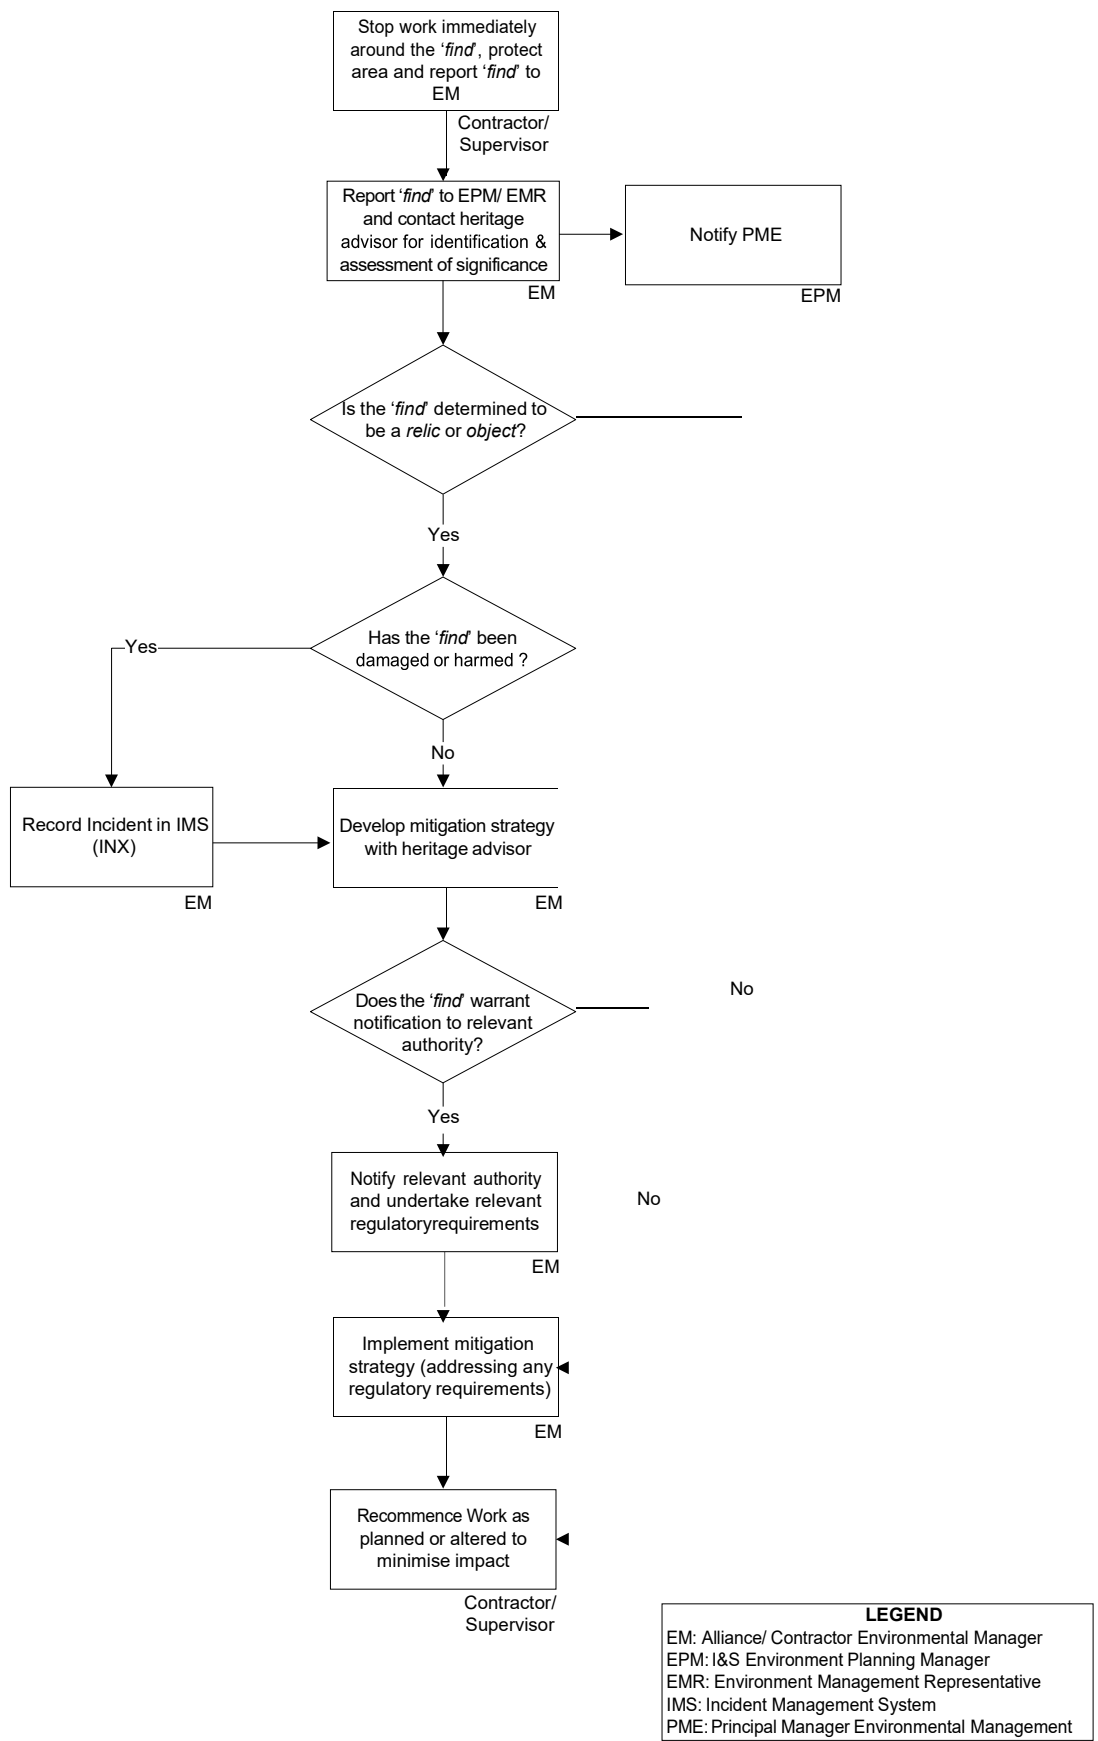 Stop work immediately
around the ‘find’, protect
area and report ‘find’ to
EM
Contractor/
Supervisor
Report ‘find’ to EPM/ EMR
and contact heritage
advisor for identification &
assessment of significance
EM
Notify PME
EPM
Is the ‘find’ determined to
be a relic or object?
Yes
Has the ‘find’ been
damaged or harmed ?
Yes
No
Record Incident in IMS
(INX)
EM
Develop mitigation strategy
with heritage advisor
EM
Does the ‘find’ warrant
notification to relevant
authority?
No
Yes
Notify relevant authority
and undertake relevant
regulatoryrequirements
EM
No
Implement mitigation
strategy (addressing any
regulatory requirements)
EM
Recommence Work as
planned or altered to
minimise impact
Contractor/
Supervisor
LEGEND
EM: Alliance/ Contractor Environmental Manager
EPM: I&S Environment Planning Manager
EMR: Environment Management Representative
IMS: Incident Management System
PME: Principal Manager Environmental Management